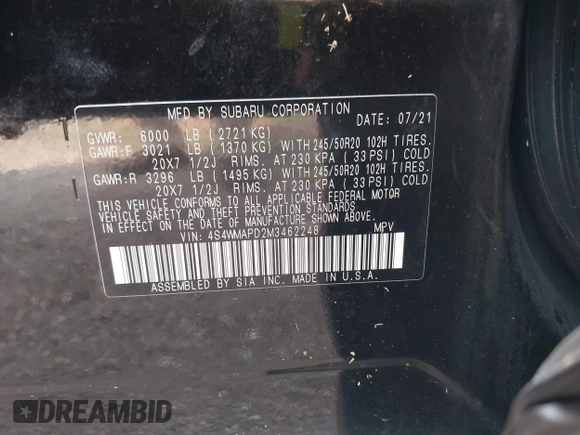 MFD BY SUBARU CORPORATION DATE: 07/21
GVWR: 6000 LB (2721 KG)
GAWR:F 3021 LB (1370 KG) WITH 245/50R20 102H TIRES.
20X7 1/2J RIMS. AT 230 KPA (33 PSI) COLD
GAWR:R 3296 LB (1495 KG) WITH 245/50R20 102H TIRES.
20X7 1/2J RIMS. AT 230 KPA (33 PSI) COLD
THIS VEHICLE CONFORMS TO ALL APPLICABLE FEDERAL MOTOR
VEHICLE SAFETY AND THEFT PREVENTION STANDARDS
IN EFFECT ON THE DATE OF MANUFACTURE SHOWN ABOVE.
VIN: 4S4WMAPD2M3462248 MPV
ASSEMBLED BY SIA INC. MADE IN U.S.A.
DREAMBID